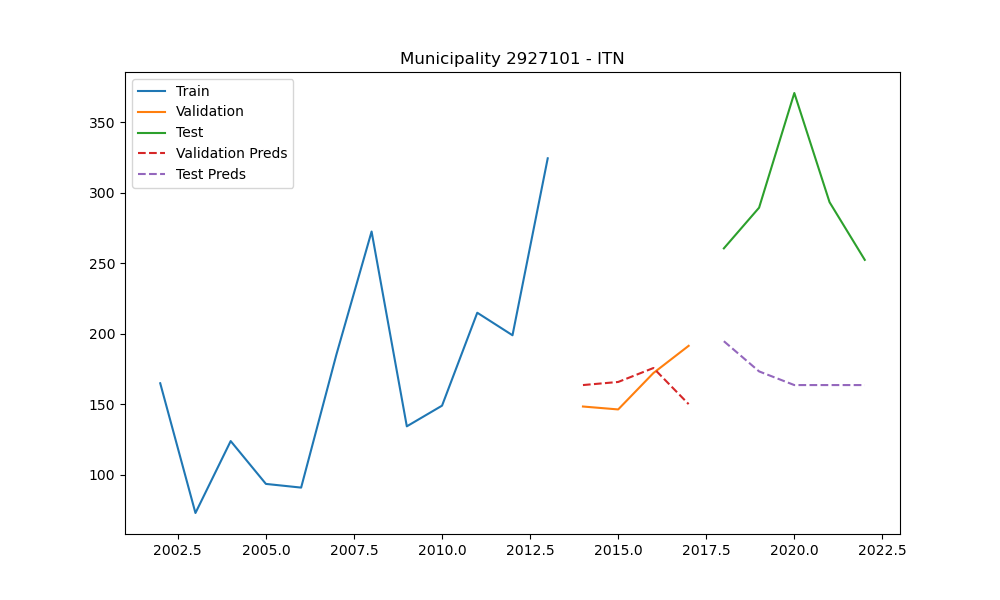 Municipality 2927101 - ITN
Train
Validation
Test
Validation Preds
Test Preds
350
300
250
200
150
100
2002.5 2005.0 2007.5 2010.0 2012.5 2015.0 2017.5 2020.0 2022.5